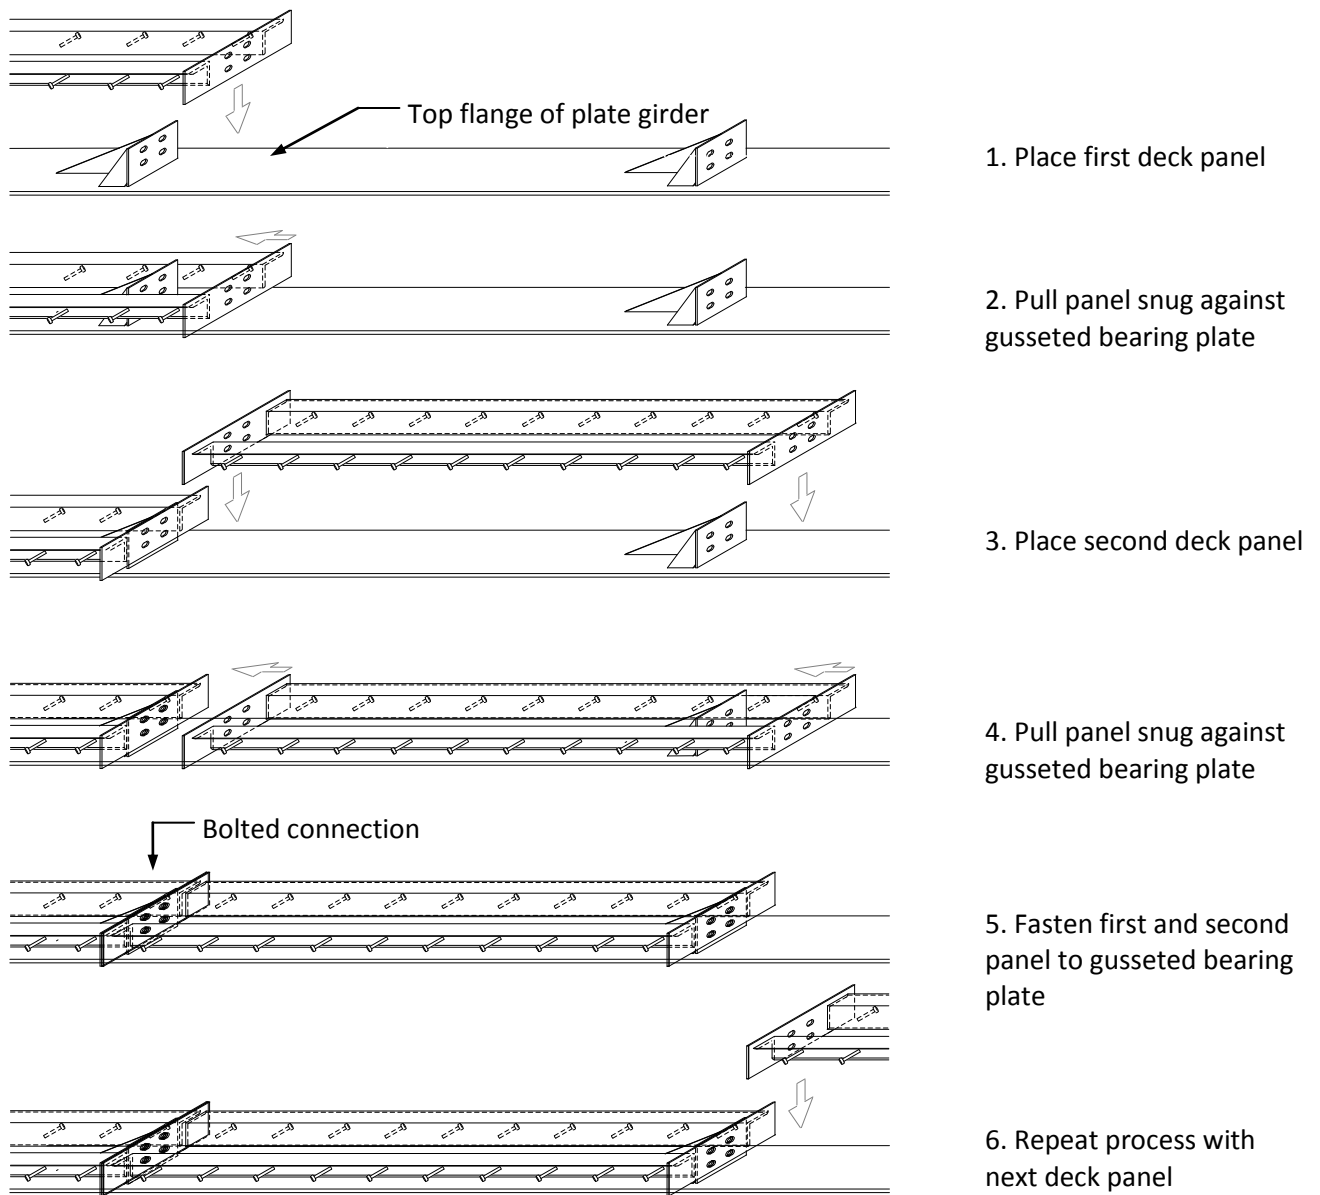 Top flange of plate girder
1. Place first deck panel
2. Pull panel snug against
gusseted bearing plate
3. Place second deck panel
4. Pull panel snug against
gusseted bearing plate
Bolted connection
5. Fasten first and second
panel to gusseted bearing
plate
6. Repeat process with
next deck panel